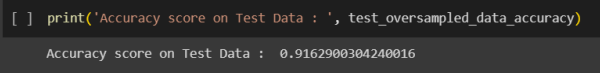 [ ] print('Accuracy score on Test Data : ', test_oversampled_data_accuracy)
Accuracy score on Test Data :  0.9162900304240016